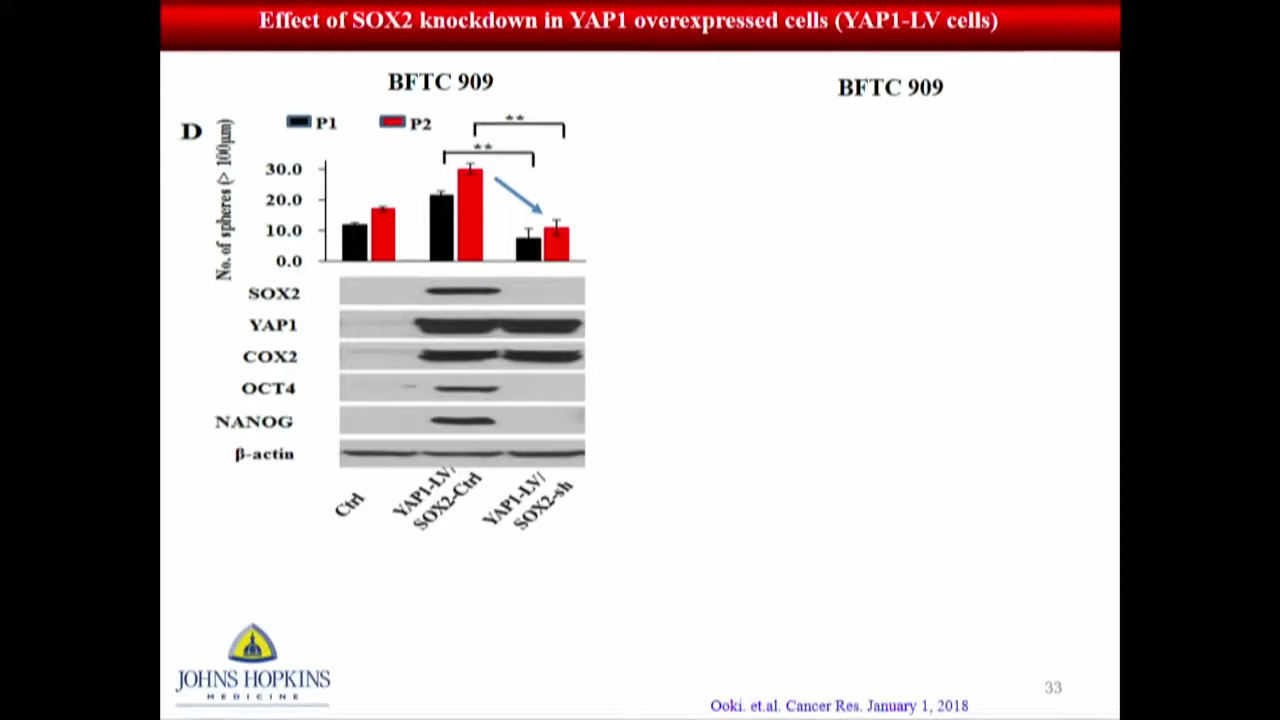 Effect of SOX2 knockdown in YAP1 overexpressed cells (YAP1-LV cells)
BFTC 909
BFTC 909
D
P1
P2
**
**
No. of spheres (> 100μm)
30.0
20.0
10.0
0.0
SOX2
YAP1
COX2
OCT4
NANOG
β-actin
Ctrl
YAP1-LV/
SOX2-Ctrl
YAP1-LV/
SOX2-sh
JOHNS HOPKINS
MEDICINE
33
Ooki. et.al. Cancer Res. January 1, 2018